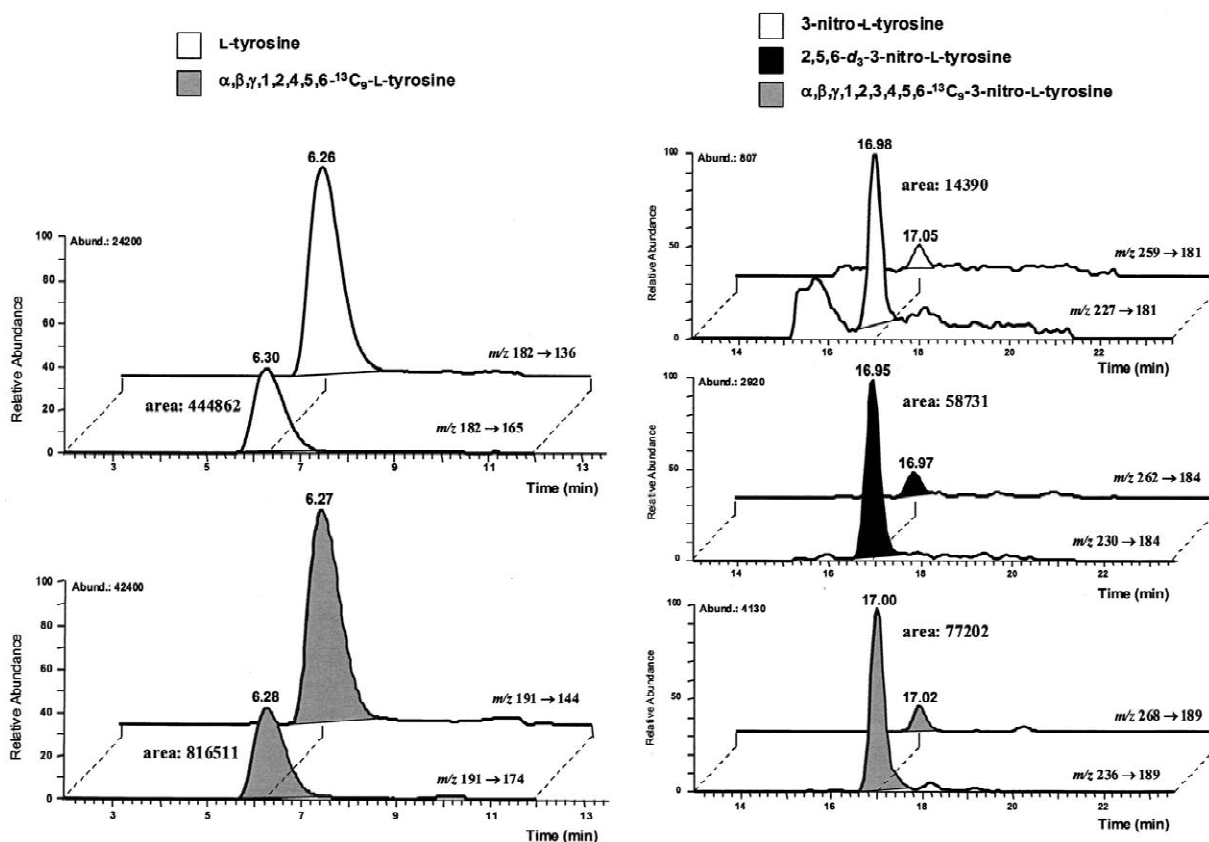 L-tyrosine
α,β,γ,1,2,4,5,6-¹³C₉-L-tyrosine
6.26
100
Abund.: 24200
80
60
40
20
0
Relative Abundance
6.30
area: 444862
m/z 182→136
m/z 182→165
3
5
7
9
11
13
Time (min)
6.27
100
Abund.: 42400
80
60
40
20
0
Relative Abundance
6.28
area: 816511
m/z 191→144
m/z 191→174
3
5
7
9
11
13
Time (min)
3-nitro-L-tyrosine
2,5,6-d₃-3-nitro-L-tyrosine
α,β,γ,1,2,3,4,5,6-¹³C₉-3-nitro-L-tyrosine
100
Abund.: 807
16.98
area: 14390
17.05
m/z 259→181
50
Relative Abundance
m/z 227→181
0
14
16
18
20
22
Time (min)
100
Abund.: 2920
16.95
area: 58731
16.97
m/z 262→184
50
Relative Abundance
m/z 230→184
0
14
16
18
20
22
Time (min)
100
Abund.: 4130
17.00
area: 77202
17.02
m/z 268→189
50
Relative Abundance
m/z 236→189
0
14
16
18
20
22
Time (min)